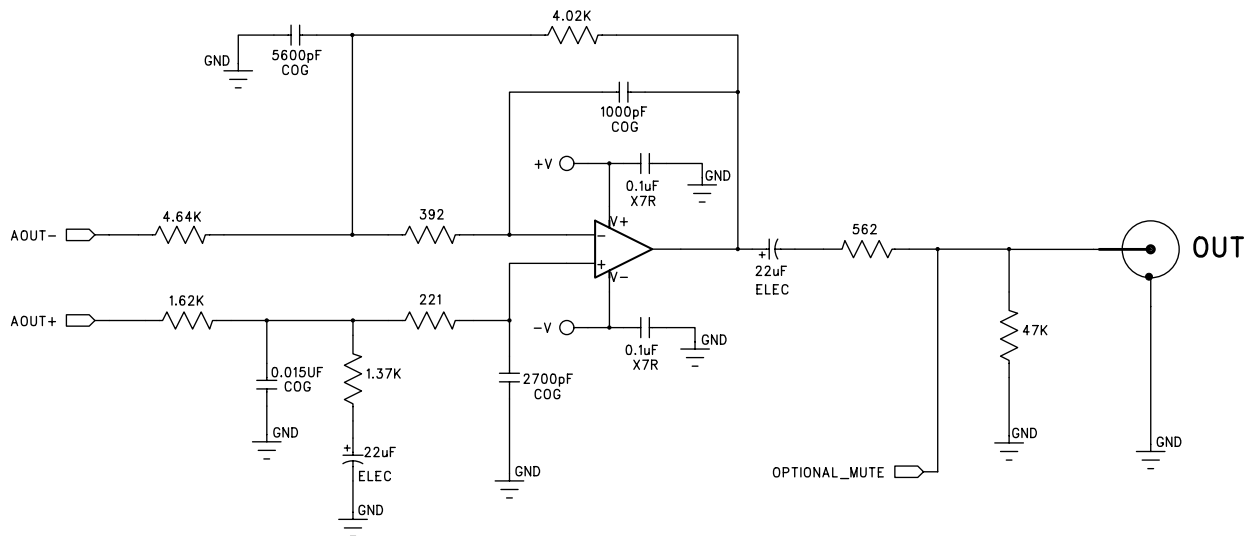 4.02K
GND
5600pF
COG
1000pF
COG
+V
GND
0.1uF
X7R
4.64K
392
V+
AOUT-
-
562
OUT
+
+
22uF
ELEC
V-
1.62K
221
AOUT+
-V
GND
0.1uF
X7R
47K
0.015UF
COG
1.37K
2700pF
COG
GND
+
22uF
ELEC
GND
GND
GND
OPTIONAL_MUTE
GND